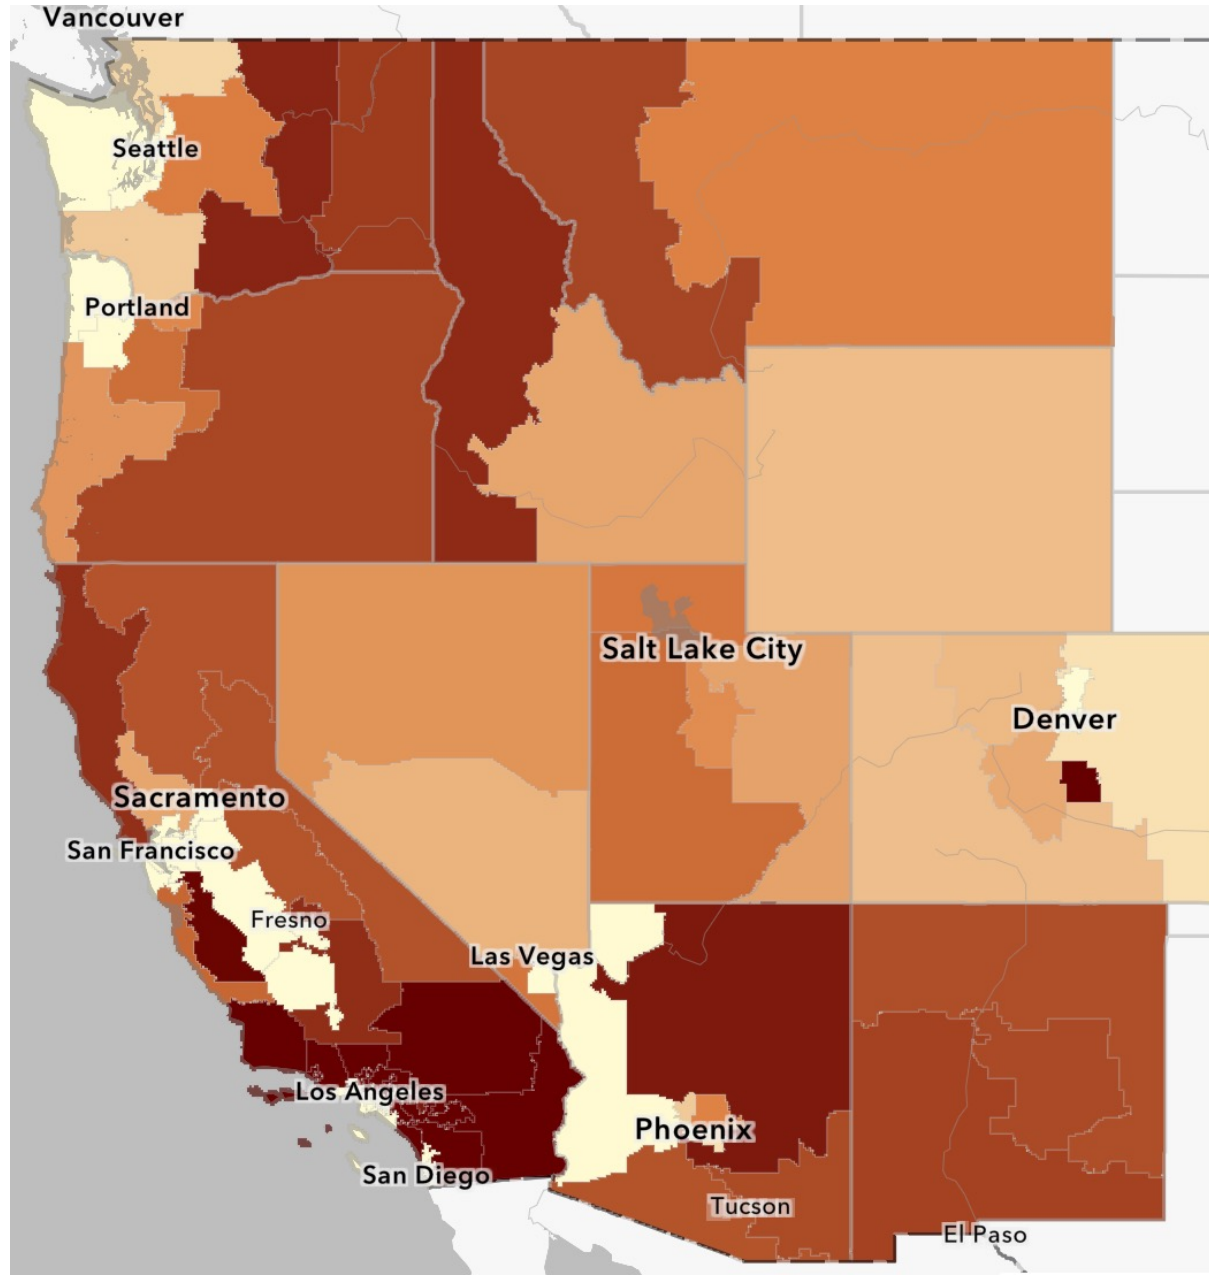 Vancouver
Seattle
Portland
Salt Lake City
Denver
Sacramento
San Francisco
Fresno
Las Vegas
Los Angeles
Phoenix
San Diego
Tucson
El Paso